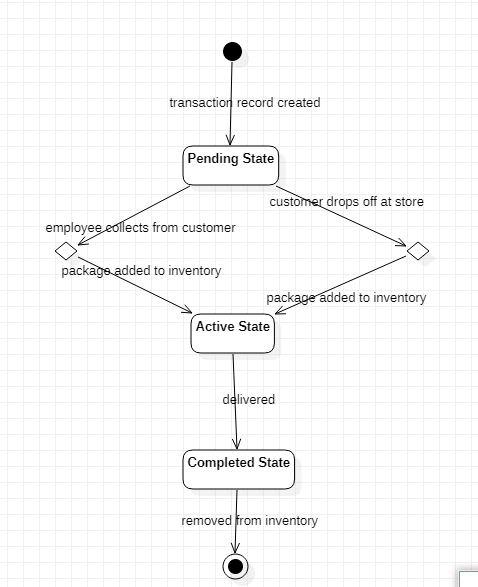 transaction record created
Pending State
customer drops off at store
employee collects from customer
package added to inventory
package added to inventory
Active State
delivered
Completed State
removed from inventory